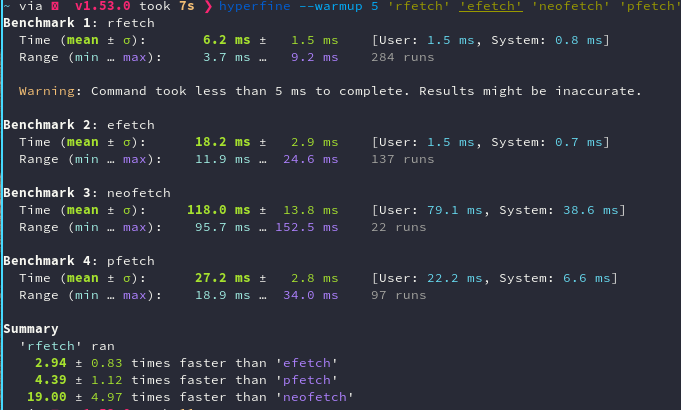 ~ via v1.53.0 took 7s ❯ hyperfine --warmup 5 'rfetch' 'efetch' 'neofetch' 'pfetch'
Benchmark 1: rfetch
Time (mean ± σ): 6.2 ms ± 1.5 ms [User: 1.5 ms, System: 0.8 ms]
Range (min … max): 3.7 ms … 9.2 ms 284 runs
Warning: Command took less than 5 ms to complete. Results might be inaccurate.
Benchmark 2: efetch
Time (mean ± σ): 18.2 ms ± 2.9 ms [User: 1.5 ms, System: 0.7 ms]
Range (min … max): 11.9 ms … 24.6 ms 137 runs
Benchmark 3: neofetch
Time (mean ± σ): 118.0 ms ± 13.8 ms [User: 79.1 ms, System: 38.6 ms]
Range (min … max): 95.7 ms … 152.5 ms 22 runs
Benchmark 4: pfetch
Time (mean ± σ): 27.2 ms ± 2.8 ms [User: 22.2 ms, System: 6.6 ms]
Range (min … max): 18.9 ms … 34.0 ms 97 runs
Summary
'rfetch' ran
2.94 ± 0.83 times faster than 'efetch'
4.39 ± 1.12 times faster than 'pfetch'
19.00 ± 4.97 times faster than 'neofetch'